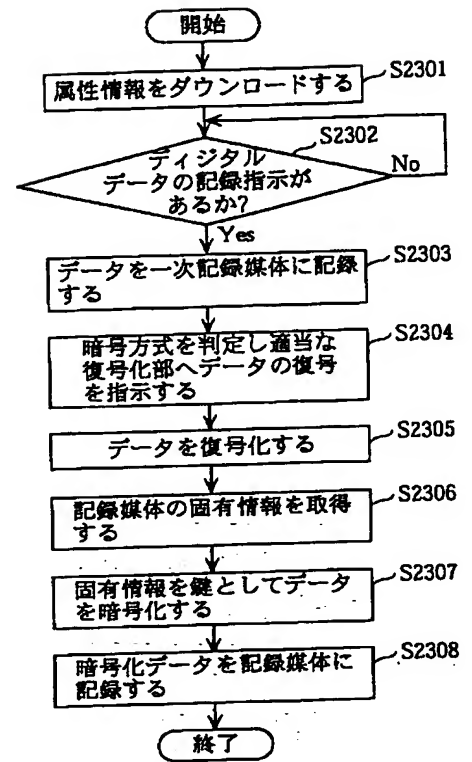 開始
属性情報をダウンロードする
S2301
S2302
ディジタル
データの記録指示が
あるか?
No
Yes
データを一次記録媒体に記録
する
S2303
暗号方式を判定し適当な
復号化部へデータの復号
を指示する
S2304
データを復号化する
S2305
記録媒体の固有情報を取得
する
S2306
固有情報を鍵としてデータ
を暗号化する
S2307
暗号化データを記録媒体に
記録する
S2308
終了